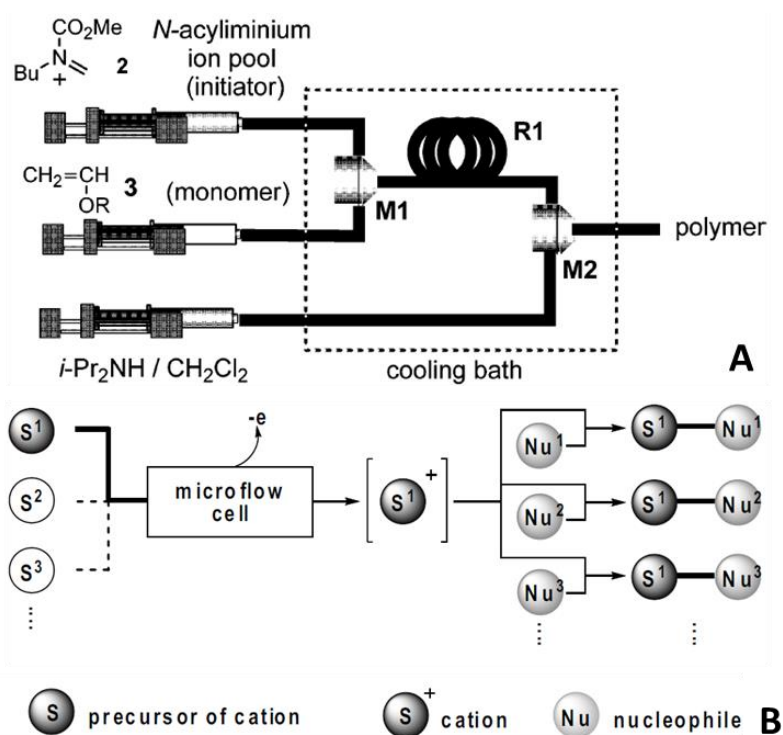 CO₂Me
N
Bu
+
2
N-acyliminium
ion pool
(initiator)
R1
CH₂=CH
OR
3
(monomer)
M1
M2
polymer
i-Pr₂NH / CH₂Cl₂
cooling bath
A
S¹
S²
S³
-e
microflow
cell
S¹
+
Nu¹
Nu²
Nu³
S¹
Nu¹
S¹
Nu²
S¹
Nu³
S
precursor of cation
S
+
cation
Nu
nucleophile
B